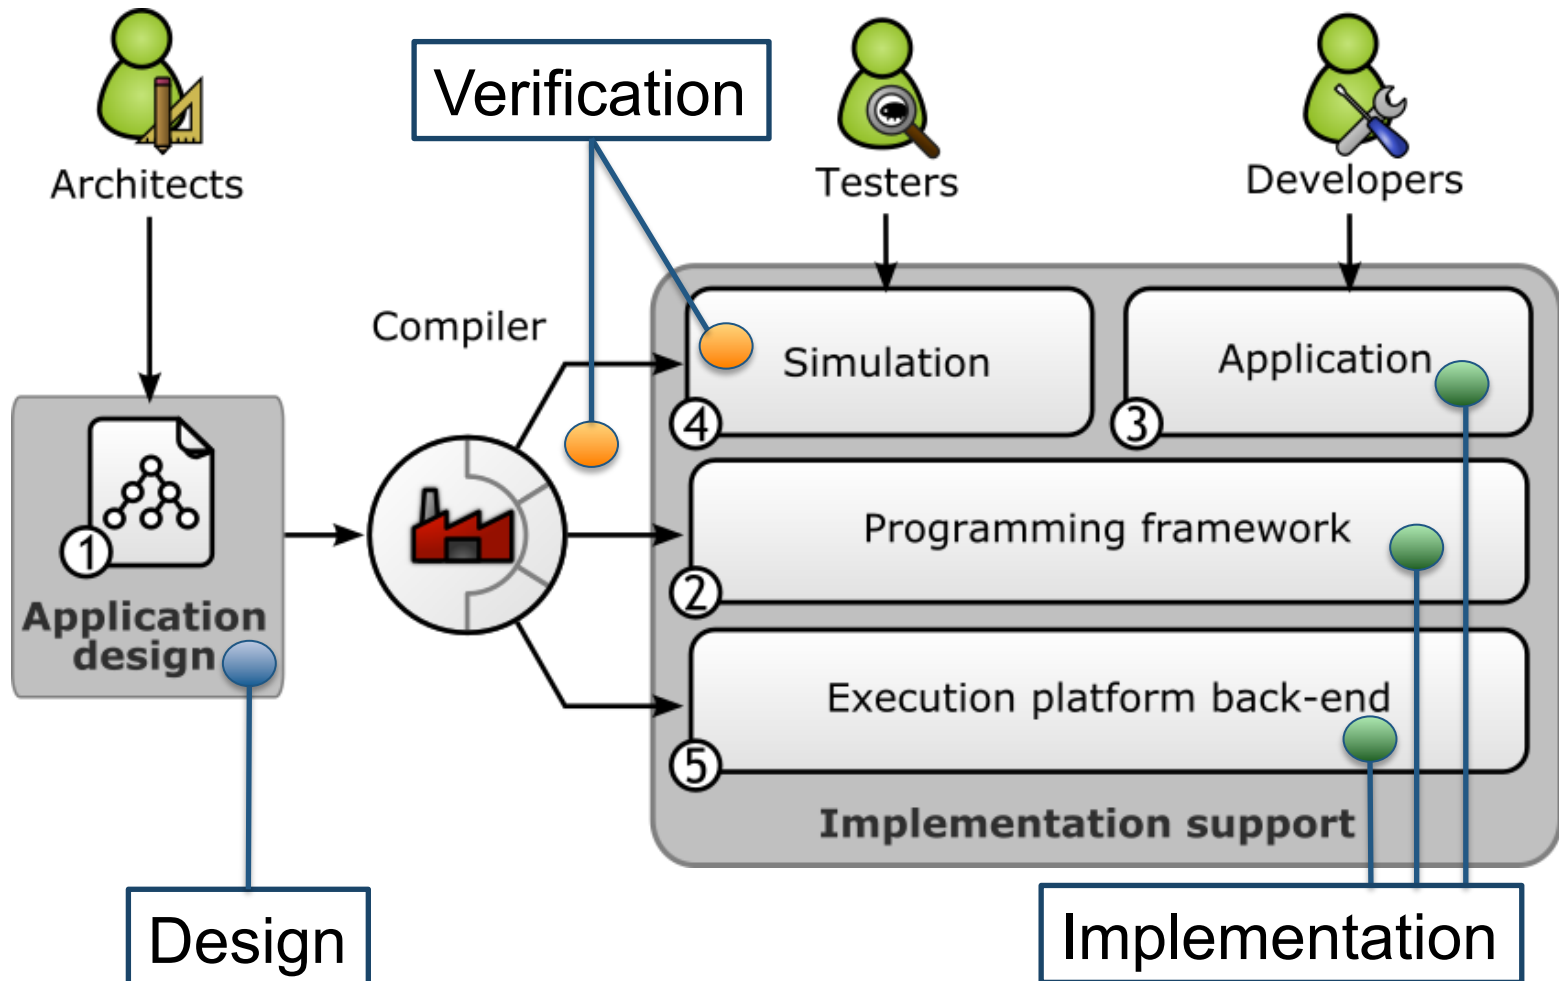 Verification
Architects
Testers
Developers
Compiler
Simulation
4
Application
3
1
Application
design
Programming framework
2
Execution platform back-end
5
Implementation support
Design
Implementation